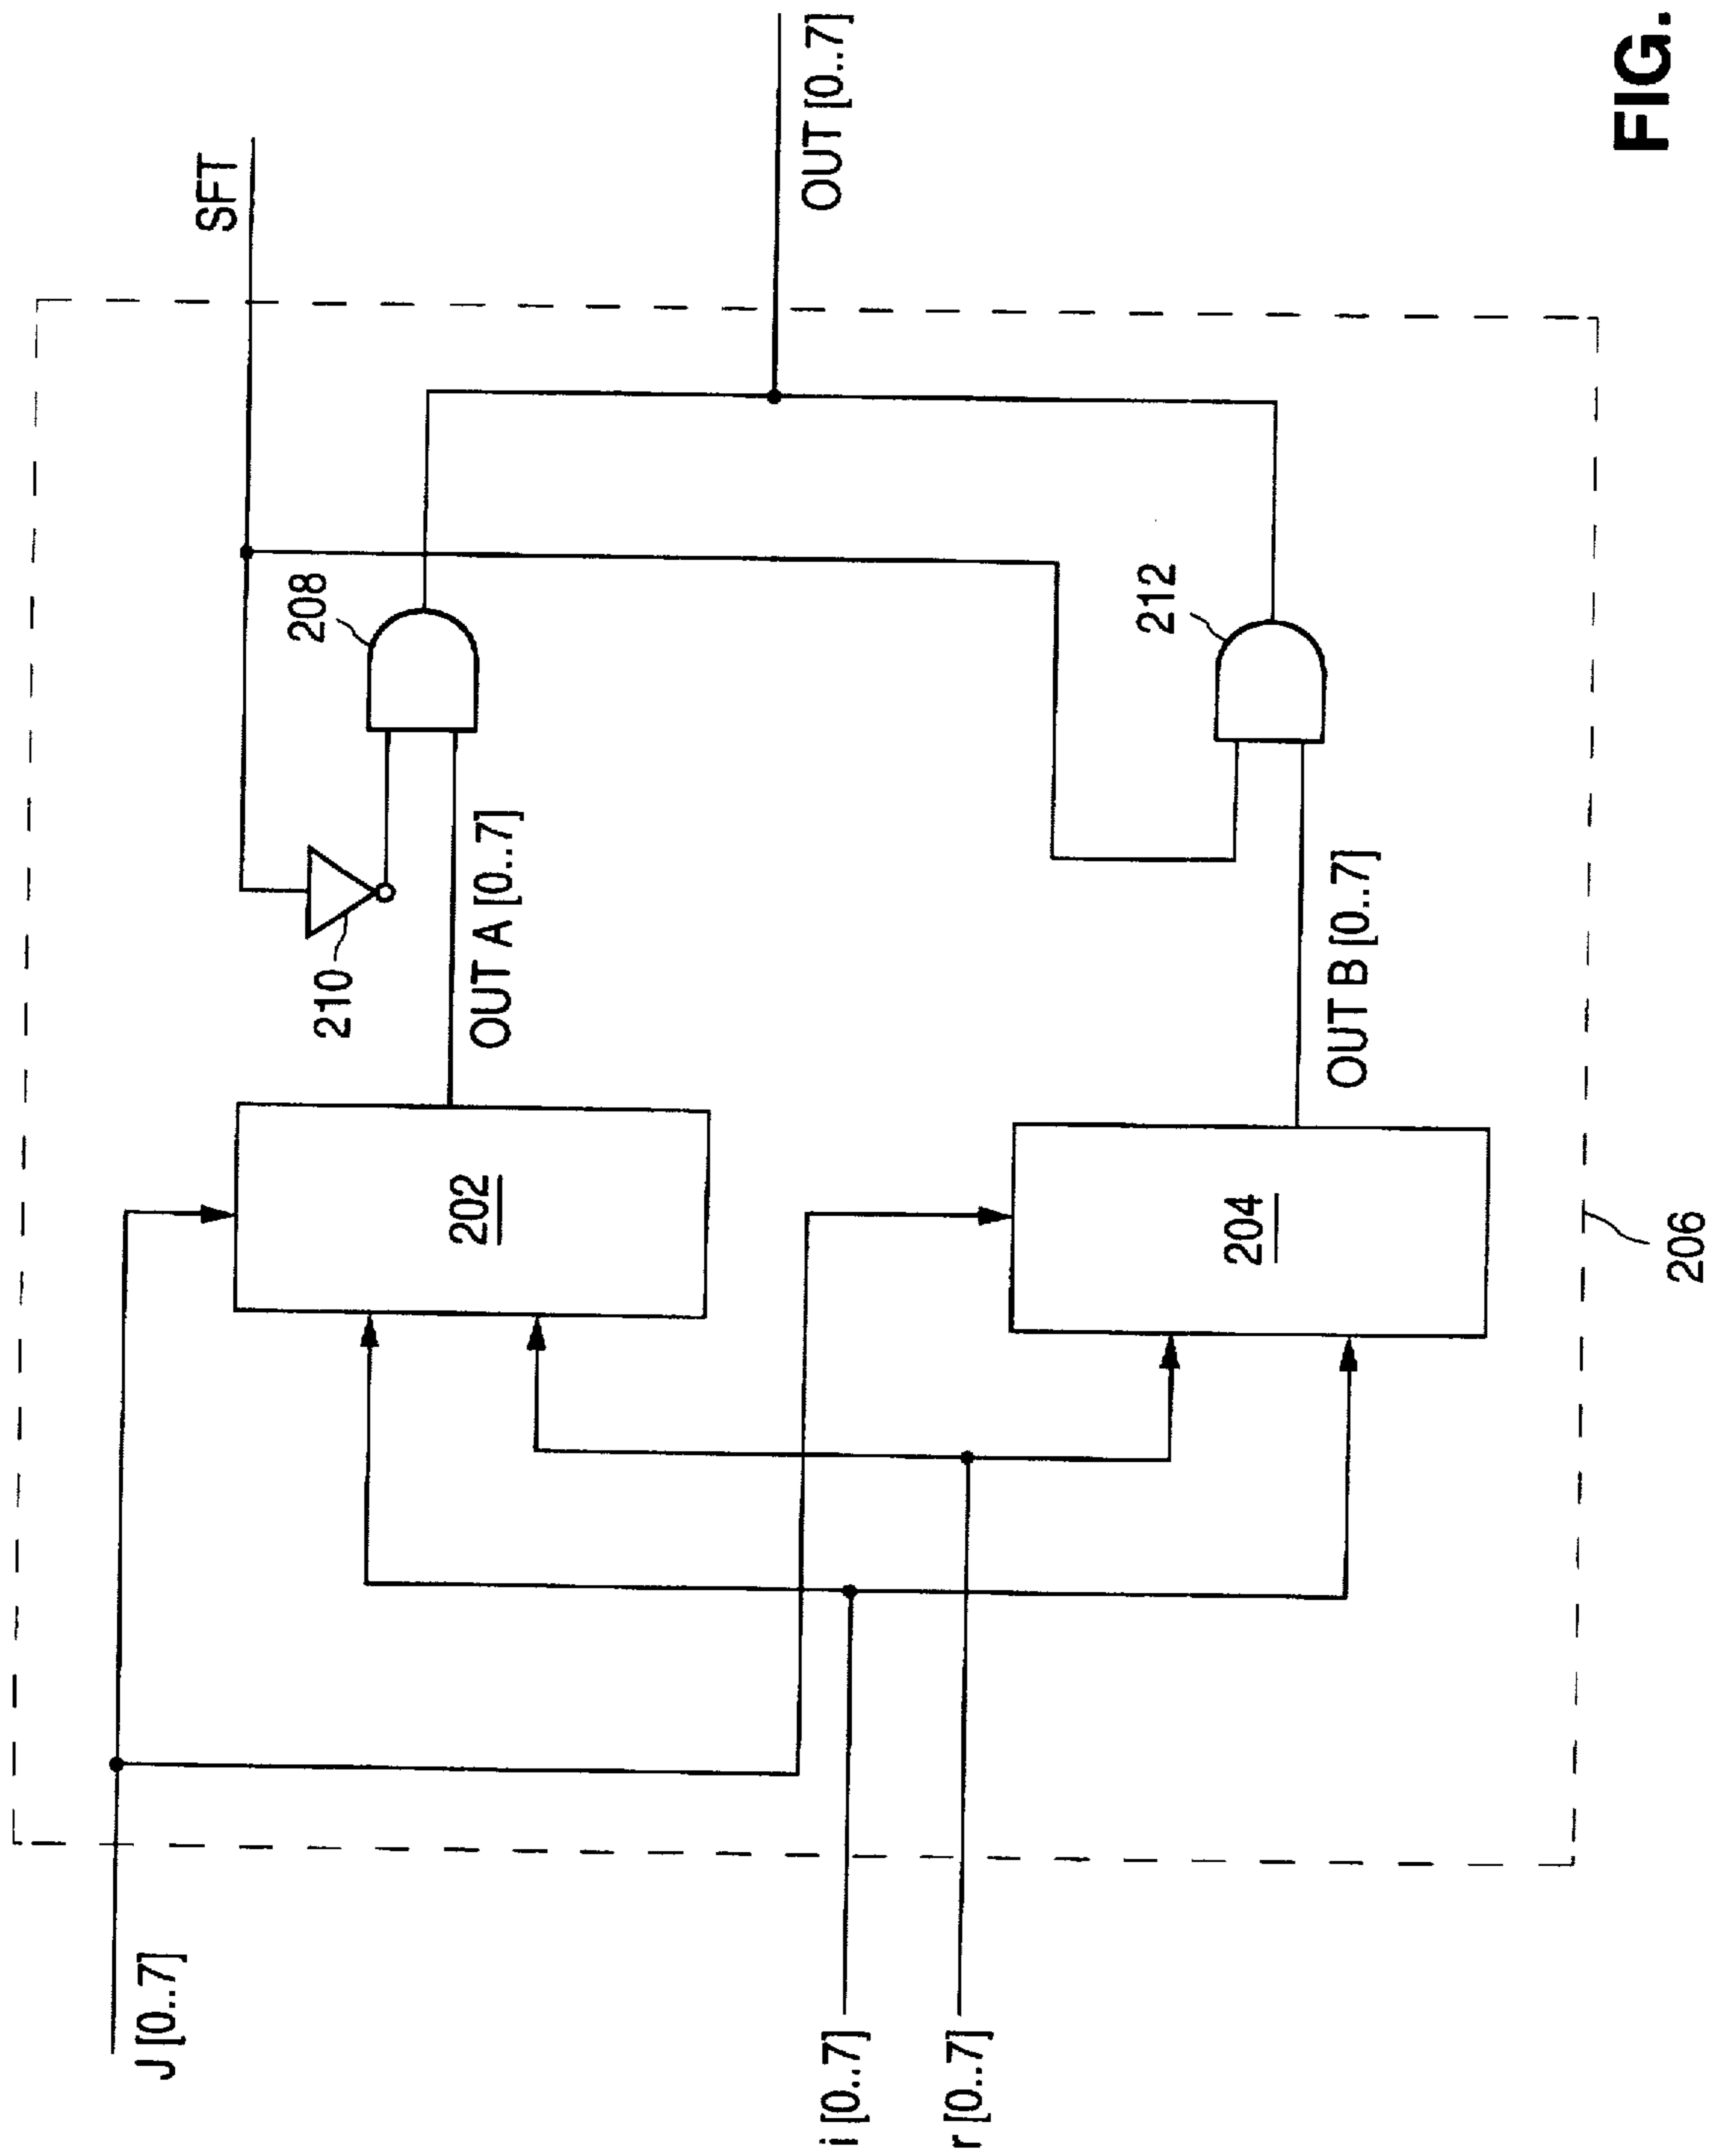 J [0..7]
i [0..7]
r [0..7]
202
204
206
210
208
212
OUT A [0..7]
OUT B [0..7]
SFT
OUT [0..7]
FIG.